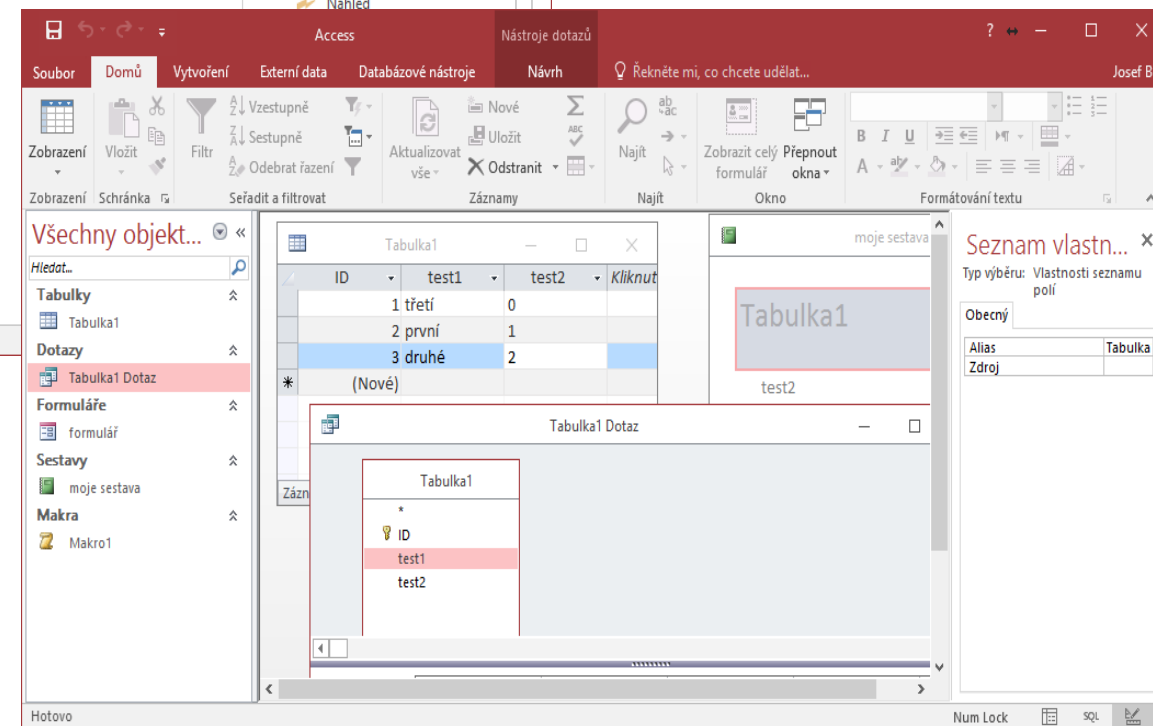 Náhled
Access
Nástroje dotazů
?
Soubor Domů Vytvoření Externí data Databázové nástroje Návrh Řekněte mi, co chcete udělat... Josef B
Zobrazení
Vložit
Filtr
Vzestupně
Sestupně
Odebrat řazení
Aktualizovat
vše
Nové
Uložit
Odstranit
Najít
Zobrazit celý
formulář
Přepnout
okna
B I U
A
Zobrazení Schránka Seřadit a filtrovat Záznamy Najít Okno Formátování textu
Všechny objekt...
Hledat...
Tabulky
Tabulka1
Dotazy
Tabulka1 Dotaz
Formuláře
formulář
Sestavy
moje sestava
Makra
Makro1
Tabulka1
ID test1 test2 Kliknut
1 třetí 0
2 první 1
3 druhé 2
(Nové)
Zázn
moje sestava
Tabulka1
test2
Tabulka1 Dotaz
Tabulka1
*
ID
test1
test2
Seznam vlastn...
Typ výběru: Vlastnosti seznamu
polí
Obecný
Alias Tabulka
Zdroj
Hotovo
Num Lock SQL